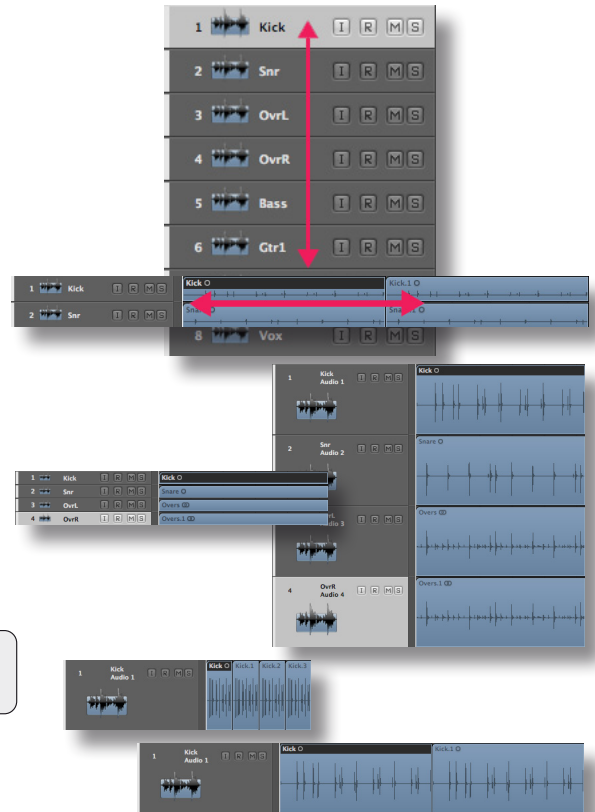 1 Kick I R M S
2 Snr I R M S
3 OvrL I R M S
4 OvrR I R M S
5 Bass I R M S
6 Gtr1 I R M S
1 Kick I R M S Kick Kick.1
2 Snr I R M S
8 Vox I R M S
1 Kick I R M S Kick
Audio 1
2 Snr I R M S Snare
Audio 2
1 Kick I R M S Kick
2 Snr I R M S Snare
3 OvrL I R M S Overs
4 OvrR I R M S Overs.1
I R M S Overs
Audio 3
4 OvrR I R M S Overs.1
Audio 4
1 Kick I R M S Kick Kick.1 Kick.2 Kick.3
Audio 1
1 Kick I R M S Kick Kick.1
Audio 1